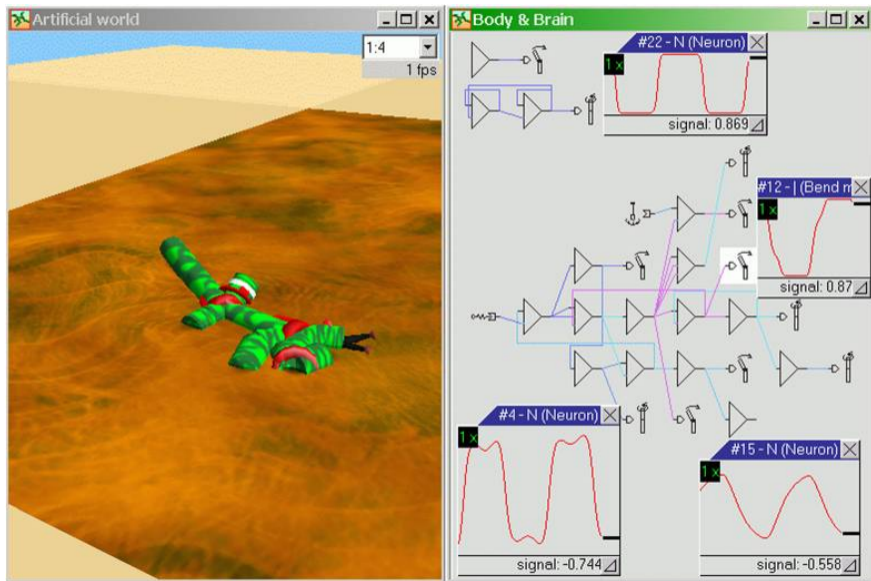 Artificial world
1:4
1 fps
Body & Brain
#22 - N (Neuron)
1 x
signal: 0.869
#12 - | (Bend m
1 x
signal: 0.87
#4 - N (Neuron)
1 x
signal: -0.744
#15 - N (Neuron)
1 x
signal: -0.558